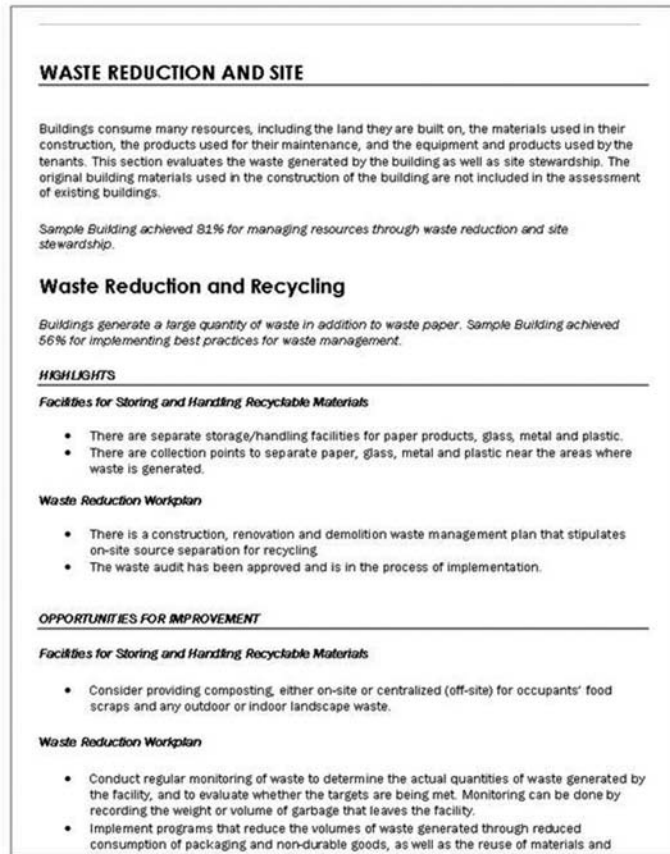 WASTE REDUCTION AND SITE
Buildings consume many resources, including the land they are built on, the materials used in their
construction, the products used for their maintenance, and the equipment and products used by the
tenants. This section evaluates the waste generated by the building as well as site stewardship. The
original building materials used in the construction of the building are not included in the assessment
of existing buildings.
Sample Building achieved 81% for managing resources through waste reduction and site
stewardship.
Waste Reduction and Recycling
Buildings generate a large quantity of waste in addition to waste paper. Sample Building achieved
56% for implementing best practices for waste management.
HIGHLIGHTS
Facilities for Storing and Handling Recyclable Materials
• There are separate storage/handling facilities for paper products, glass, metal and plastic.
• There are collection points to separate paper, glass, metal and plastic near the areas where
waste is generated.
Waste Reduction Workplan
• There is a construction, renovation and demolition waste management plan that stipulates
on-site source separation for recycling
• The waste audit has been approved and is in the process of implementation.
OPPORTUNITIES FOR IMPROVEMENT
Facilities for Storing and Handling Recyclable Materials
• Consider providing composting, either on-site or centralized (off-site) for occupants' food
scraps and any outdoor or indoor landscape waste.
Waste Reduction Workplan
• Conduct regular monitoring of waste to determine the actual quantities of waste generated by
the facility, and to evaluate whether the targets are being met. Monitoring can be done by
recording the weight or volume of garbage that leaves the facility.
• Implement programs that reduce the volumes of waste generated through reduced
consumption of packaging and non-durable goods, as well as the reuse of materials and